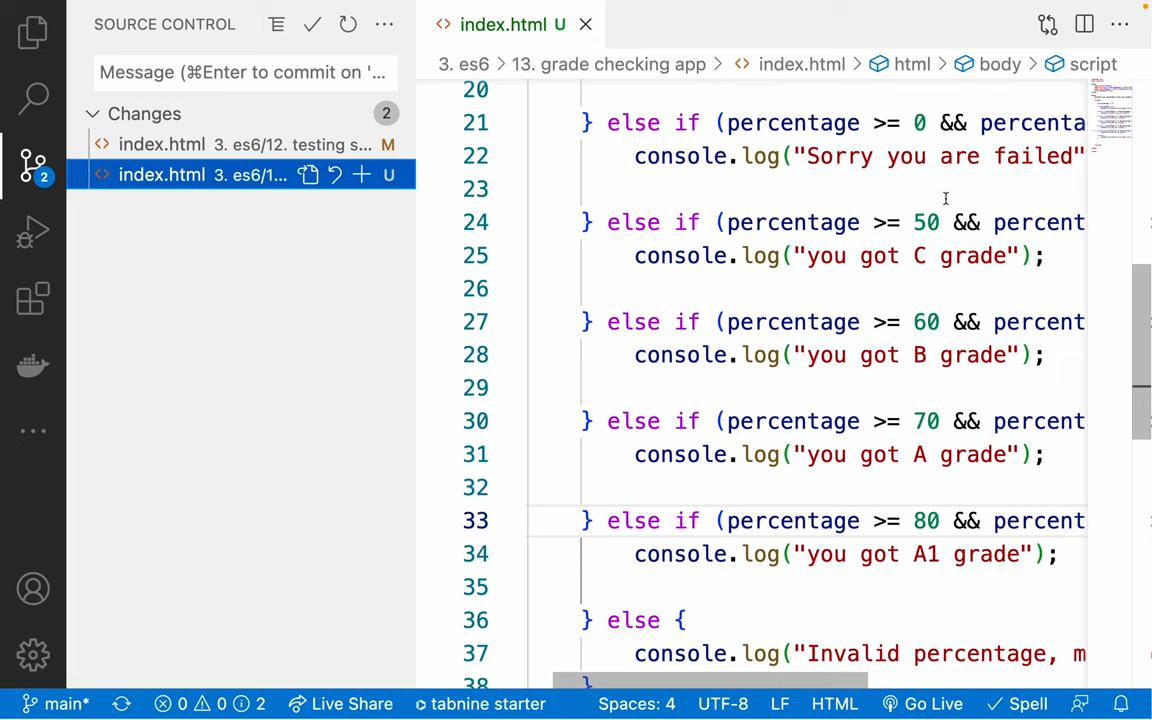 SOURCE CONTROL
Message (⌘Enter to commit on '...
Changes 2
index.html 3. es6/12. testing s... M
index.html 3. es6/1... U
2
index.html U
3. es6 > 13. grade checking app > index.html > html > body > script
20
21 } else if (percentage >= 0 && percenta
22 console.log("Sorry you are failed"
23
24 } else if (percentage >= 50 && percent
25 console.log("you got C grade");
26
27 } else if (percentage >= 60 && percent
28 console.log("you got B grade");
29
30 } else if (percentage >= 70 && percent
31 console.log("you got A grade");
32
33 } else if (percentage >= 80 && percent
34 console.log("you got A1 grade");
35
36 } else {
37 console.log("Invalid percentage, m
38 }
main* 0 0 2 Live Share tabnine starter Spaces: 4 UTF-8 LF HTML Go Live Spell